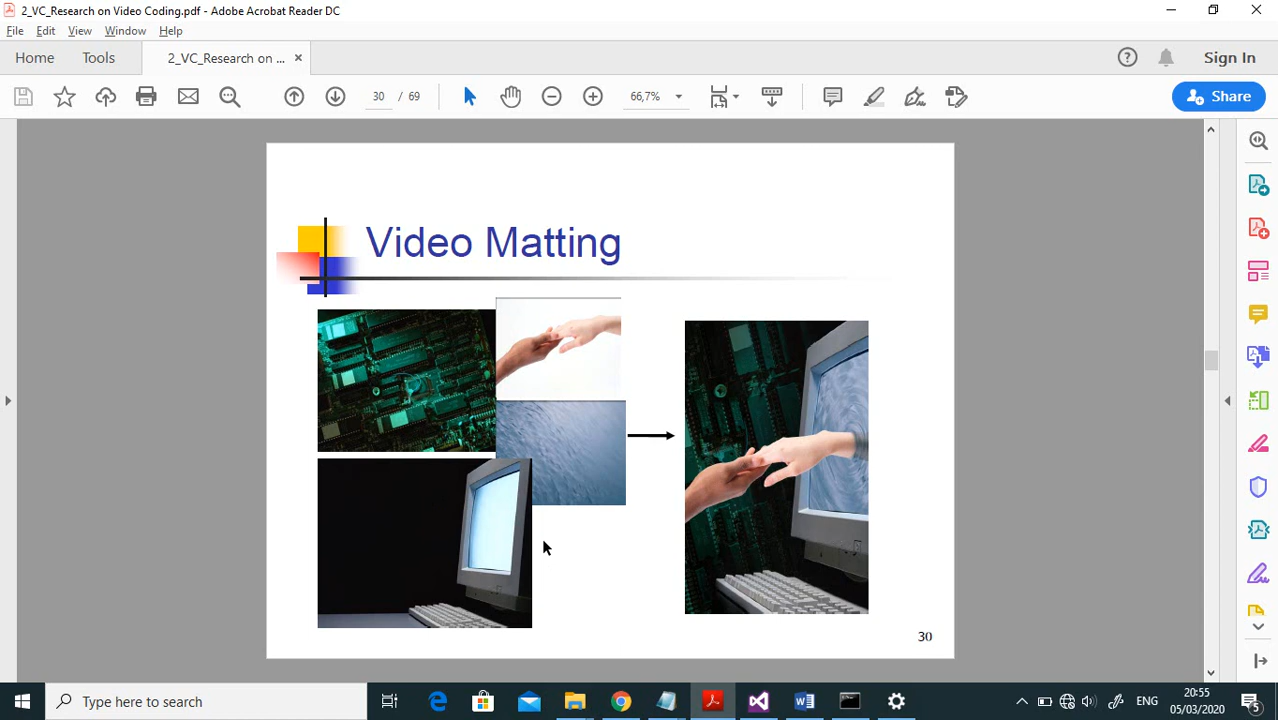 2_VC_Research on Video Coding.pdf - Adobe Acrobat Reader DC
File Edit View Window Help
Home Tools 2_VC_Research on ... × Sign In
30 / 69 66,7% Share
Video Matting
30
Type here to search
ENG
20:55
05/03/2020
5